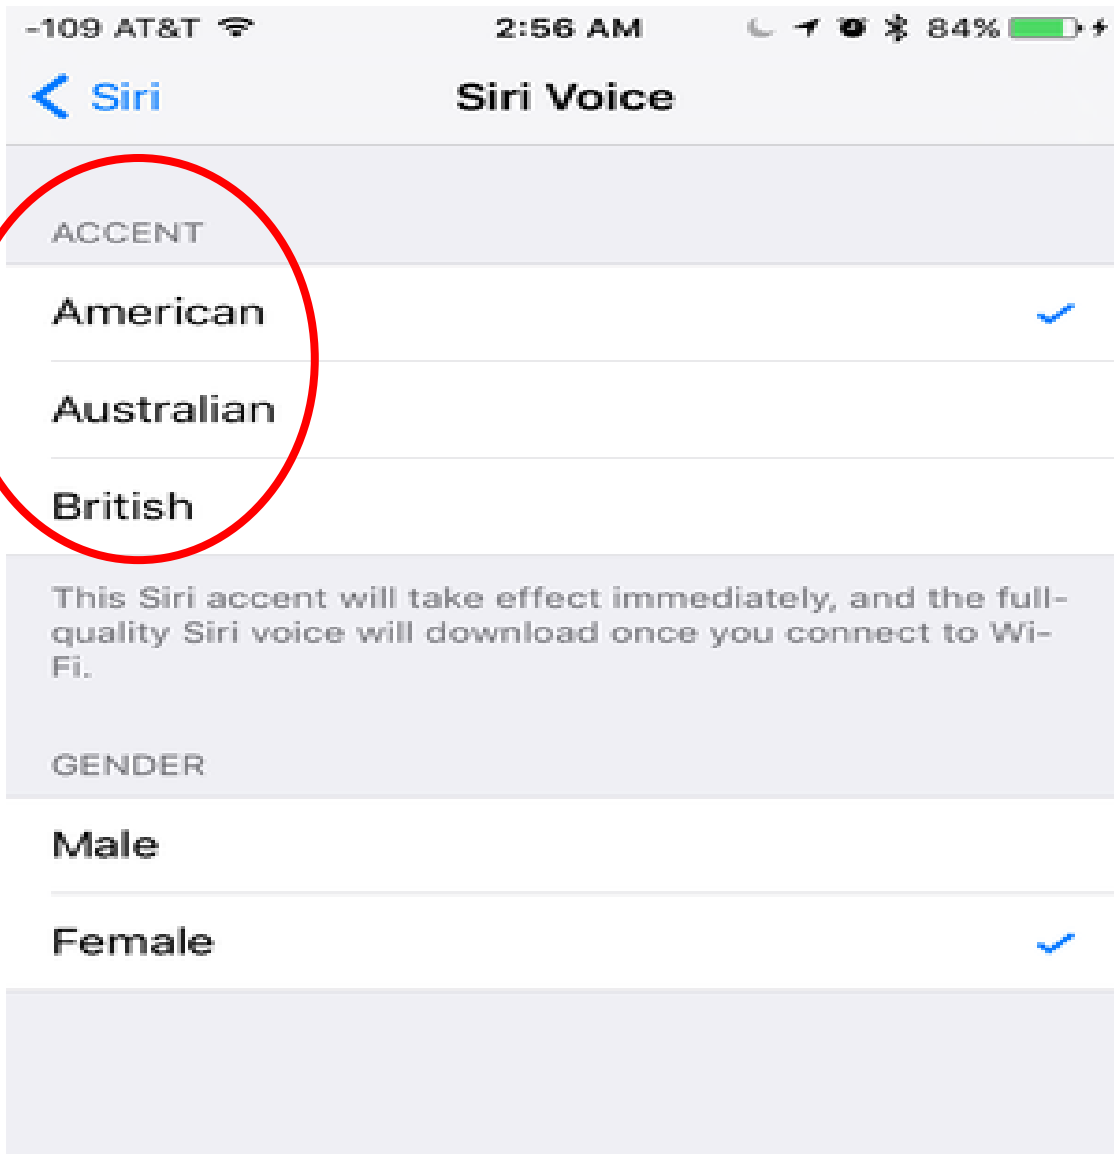 -109 AT&T 2:56 AM 84%
Siri Siri Voice
ACCENT
American
Australian
British
This Siri accent will take effect immediately, and the full-
quality Siri voice will download once you connect to Wi-
Fi.
GENDER
Male
Female